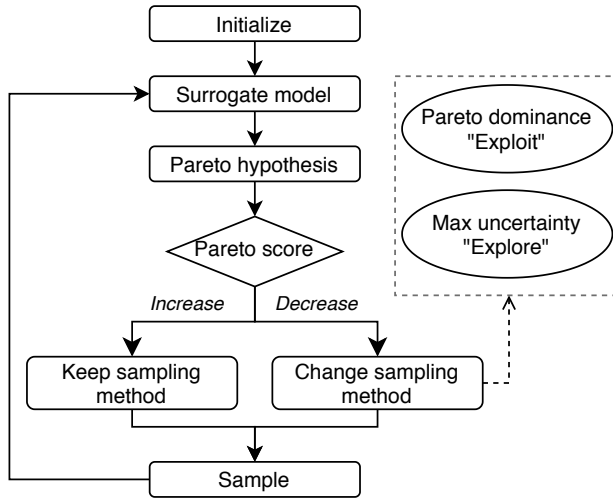 Initialize
Surrogate model
Pareto hypothesis
Pareto score
Increase
Decrease
Keep sampling
method
Change sampling
method
Sample
Pareto dominance
"Exploit"
Max uncertainty
"Explore"